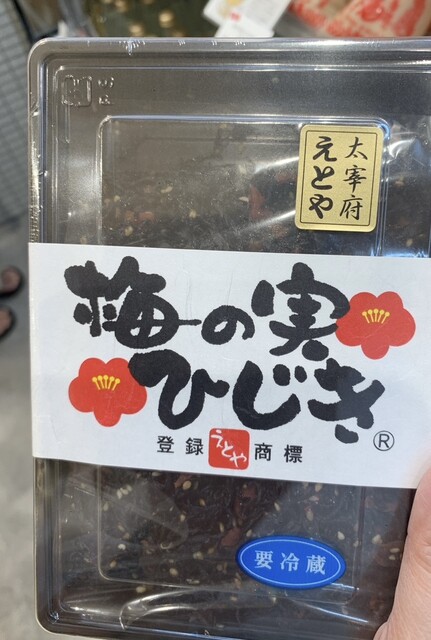 太宰府
えとや
梅の実
ひじき®
登録 えとや 商標
要冷蔵